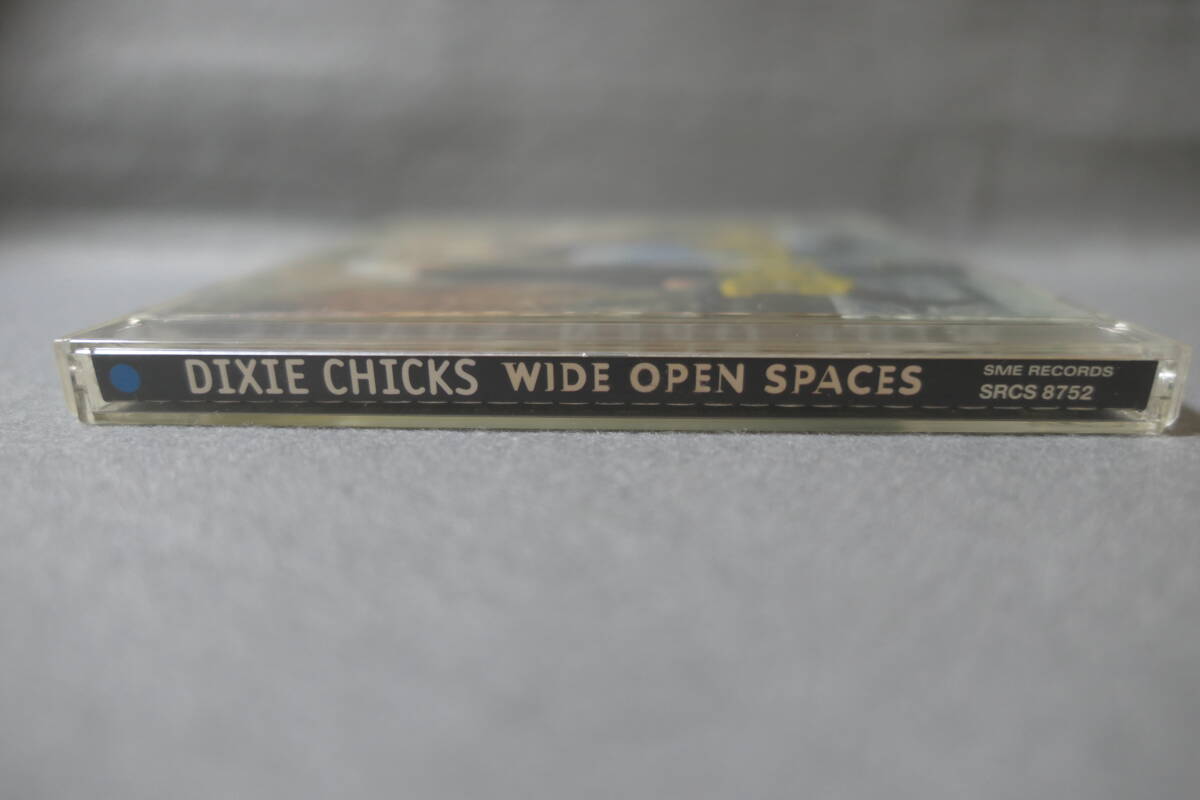 DIXIE CHICKS WIDE OPEN SPACES
SME RECORDS
SRCS 8752